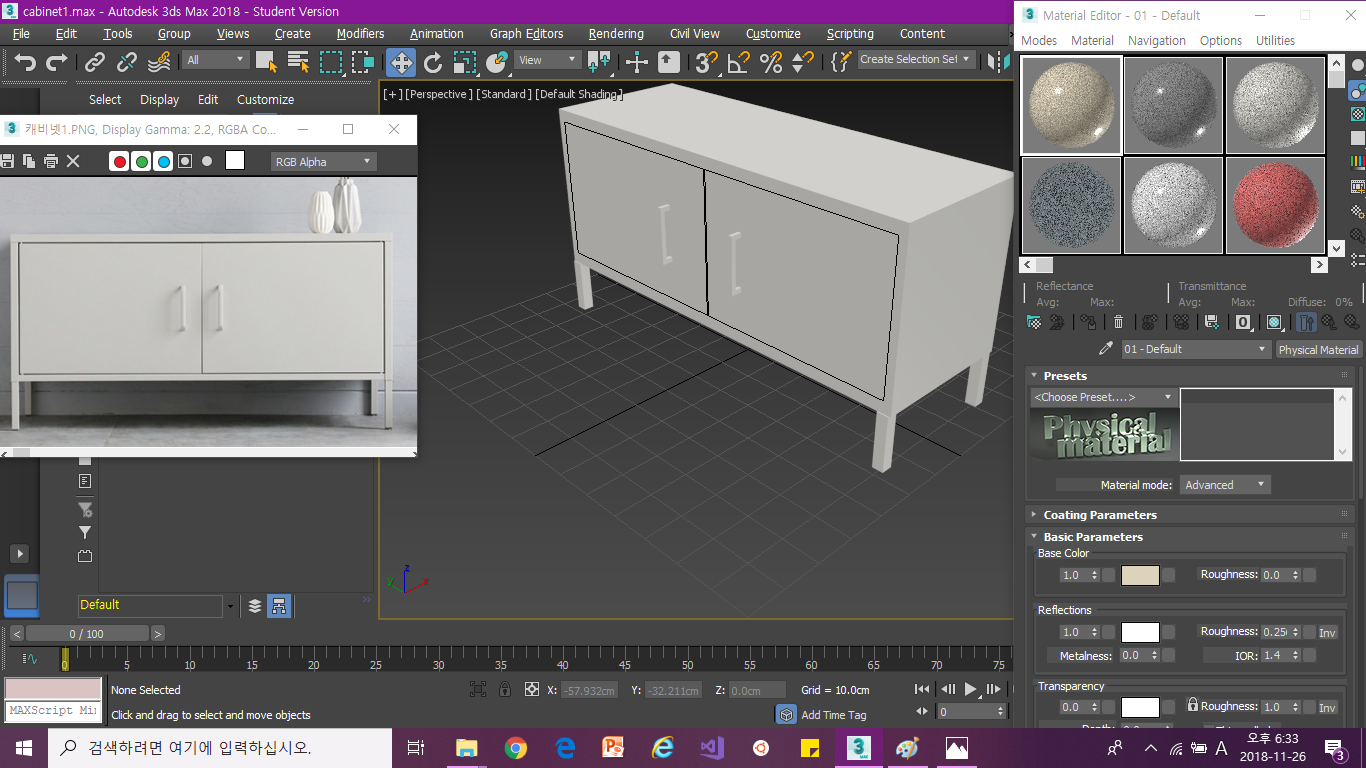 cabinet1.max - Autodesk 3ds Max 2018 - Student Version
File Edit Tools Group Views Create Modifiers Animation Graph Editors Rendering Civil View Customize Scripting Content
All View Create Selection Set
Select Display Edit Customize
[+] [Perspective] [Standard] [Default Shading]
캐비넷1.PNG, Display Gamma: 2.2, RGBA Co...
RGB Alpha
Material Editor - 01 - Default
Modes Material Navigation Options Utilities
Reflectance Transmittance
Avg: Max: Avg: Max: Diffuse: 0%
01 - Default Physical Material
Presets
<Choose Preset....>
Physical material
Material mode: Advanced
Coating Parameters
Basic Parameters
Base Color
1.0 Roughness: 0.0
Reflections
1.0 Roughness: 0.25 Inv
Metalness: 0.0 IOR: 1.4
Transparency
0.0 Roughness: 1.0 Inv
z
y x
Default
0 / 100
0 5 10 15 20 25 30 35 40 45 50 55 60 65 70 75
None Selected X: -57.932cm Y: -32.211cm Z: 0.0cm Grid = 10.0cm
MAXScript Mi
Click and drag to select and move objects Add Time Tag 0
검색하려면 여기에 입력하십시오.
A
오후 6:33
2018-11-26
3